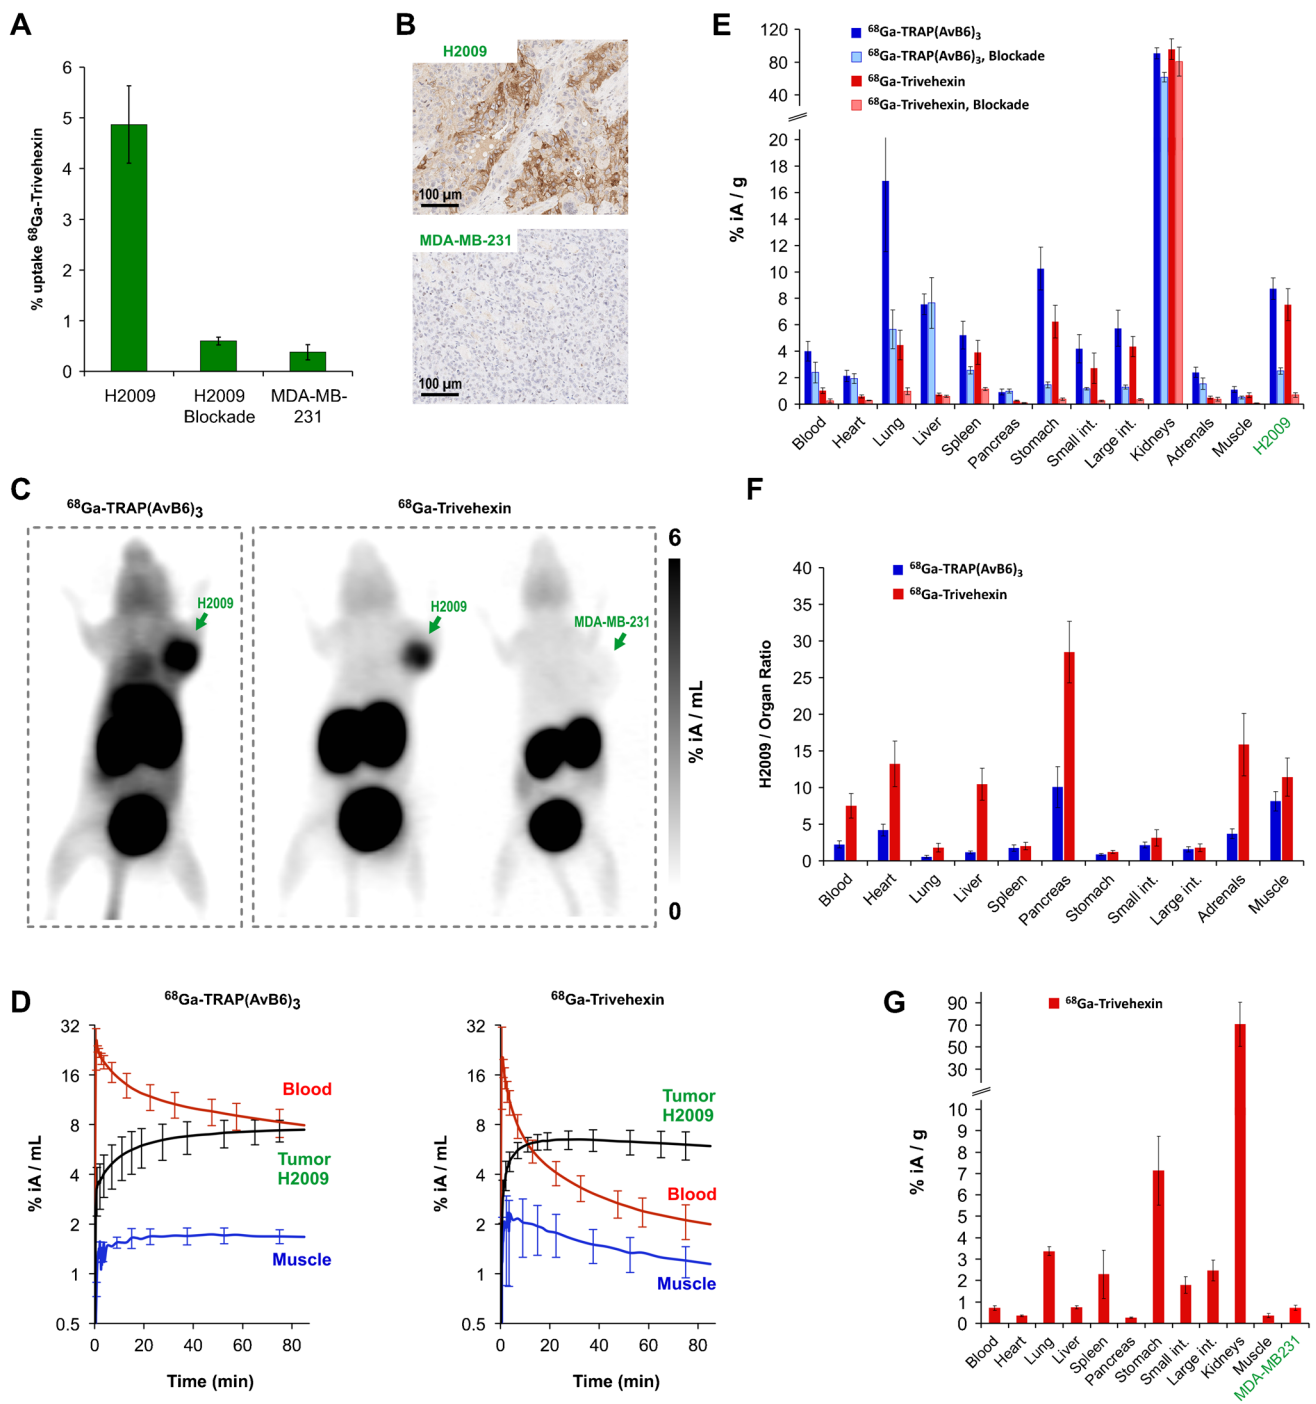 A
% uptake ⁶⁸Ga-Trivehexin
6
5
4
3
2
1
0
H2009
H2009
Blockade
MDA-MB-
231
B
H2009
100 µm
MDA-MB-231
100 µm
E
⁶⁸Ga-TRAP(AvB6)₃
⁶⁸Ga-TRAP(AvB6)₃, Blockade
⁶⁸Ga-Trivehexin
⁶⁸Ga-Trivehexin, Blockade
% iA / g
120
80
40
20
18
16
14
12
10
8
6
4
2
0
Blood
Heart
Lung
Liver
Spleen
Pancreas
Stomach
Small int.
Large int.
Kidneys
Adrenals
Muscle
H2009
C
⁶⁸Ga-TRAP(AvB6)₃
⁶⁸Ga-Trivehexin
H2009
H2009
MDA-MB-231
6
% iA / mL
0
F
⁶⁸Ga-TRAP(AvB6)₃
⁶⁸Ga-Trivehexin
H2009 / Organ Ratio
40
35
30
25
20
15
10
5
0
Blood
Heart
Lung
Liver
Spleen
Pancreas
Stomach
Small int.
Large int.
Adrenals
Muscle
D
⁶⁸Ga-TRAP(AvB6)₃
% iA / mL
32
16
8
4
2
1
0.5
Blood
Tumor
H2009
Muscle
0 20 40 60 80
Time (min)
⁶⁸Ga-Trivehexin
% iA / mL
32
16
8
4
2
1
0.5
Tumor
H2009
Blood
Muscle
0 20 40 60 80
Time (min)
G
⁶⁸Ga-Trivehexin
% iA / g
90
70
50
30
10
9
8
7
6
5
4
3
2
1
0
Blood
Heart
Lung
Liver
Spleen
Pancreas
Stomach
Small int.
Large int.
Kidneys
Muscle
MDA-MB231